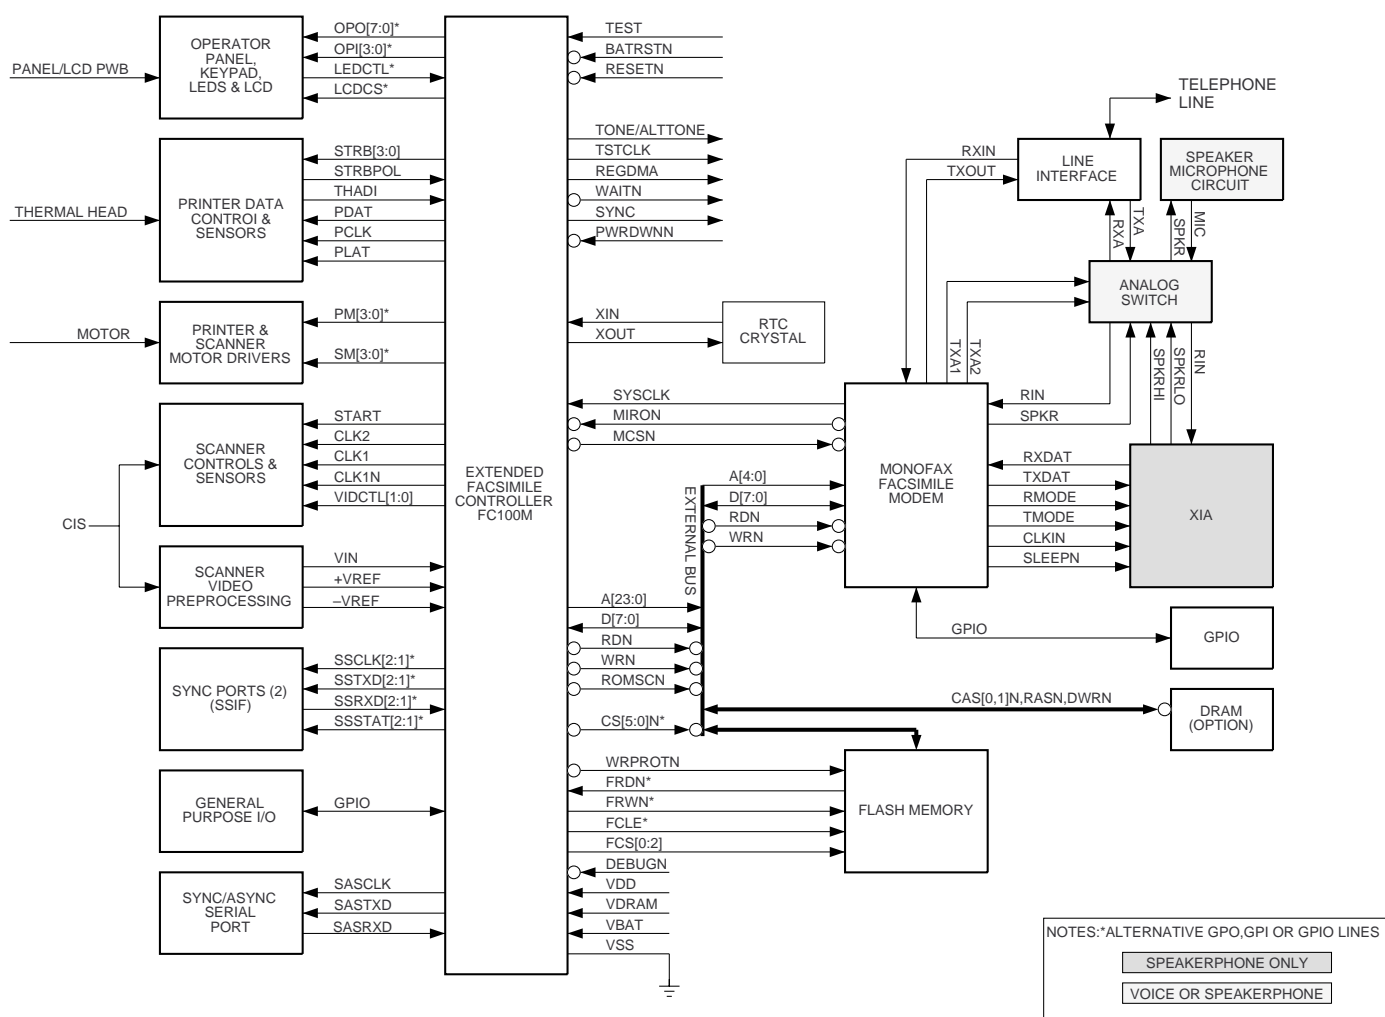 PANEL/LCD PWB
OPERATOR
PANEL,
KEYPAD,
LEDS & LCD
OPO[7:0]*
OPI[3:0]*
LEDCTL*
LCDCS*
THERMAL HEAD
PRINTER DATA
CONTROI &
SENSORS
STRB[3:0]
STRBPOL
THADI
PDAT
PCLK
PLAT
MOTOR
PRINTER &
SCANNER
MOTOR DRIVERS
PM[3:0]*
SM[3:0]*
CIS
SCANNER
CONTROLS &
SENSORS
START
CLK2
CLK1
CLK1N
VIDCTL[1:0]
SCANNER
VIDEO
PREPROCESSING
VIN
+VREF
–VREF
SYNC PORTS (2)
(SSIF)
SSCLK[2:1]*
SSTXD[2:1]*
SSRXD[2:1]*
SSSTAT[2:1]*
GENERAL
PURPOSE I/O
GPIO
SYNC/ASYNC
SERIAL
PORT
SASCLK
SASTXD
SASRXD
EXTENDED
FACSIMILE
CONTROLLER
FC100M
TEST
BATRSTN
RESETN
TONE/ALTTONE
TSTCLK
REGDMA
WAITN
SYNC
PWRDWNN
XIN
XOUT
RTC
CRYSTAL
SYSCLK
MIRON
MCSN
A[4:0]
D[7:0]
RDN
WRN
EXTERNAL BUS
A[23:0]
D[7:0]
RDN
WRN
ROMSCN
CS[5:0]N*
WRPROTN
FRDN*
FRWN*
FCLE*
FCS[0:2]
DEBUGN
VDD
VDRAM
VBAT
VSS
FLASH MEMORY
MONOFAX
FACSIMILE
MODEM
TELEPHONE
LINE
RXIN
TXOUT
LINE
INTERFACE
SPEAKER
MICROPHONE
CIRCUIT
RXA
TXA
SPKR
MIC
ANALOG
SWITCH
TXA1
TXA2
SPKRHI
SPKRLO
RIN
RIN
SPKR
RXDAT
TXDAT
RMODE
TMODE
CLKIN
SLEEPN
XIA
GPIO
GPIO
CAS[0,1]N,RASN,DWRN
DRAM
(OPTION)
NOTES:*ALTERNATIVE GPO,GPI OR GPIO LINES
SPEAKERPHONE ONLY
VOICE OR SPEAKERPHONE